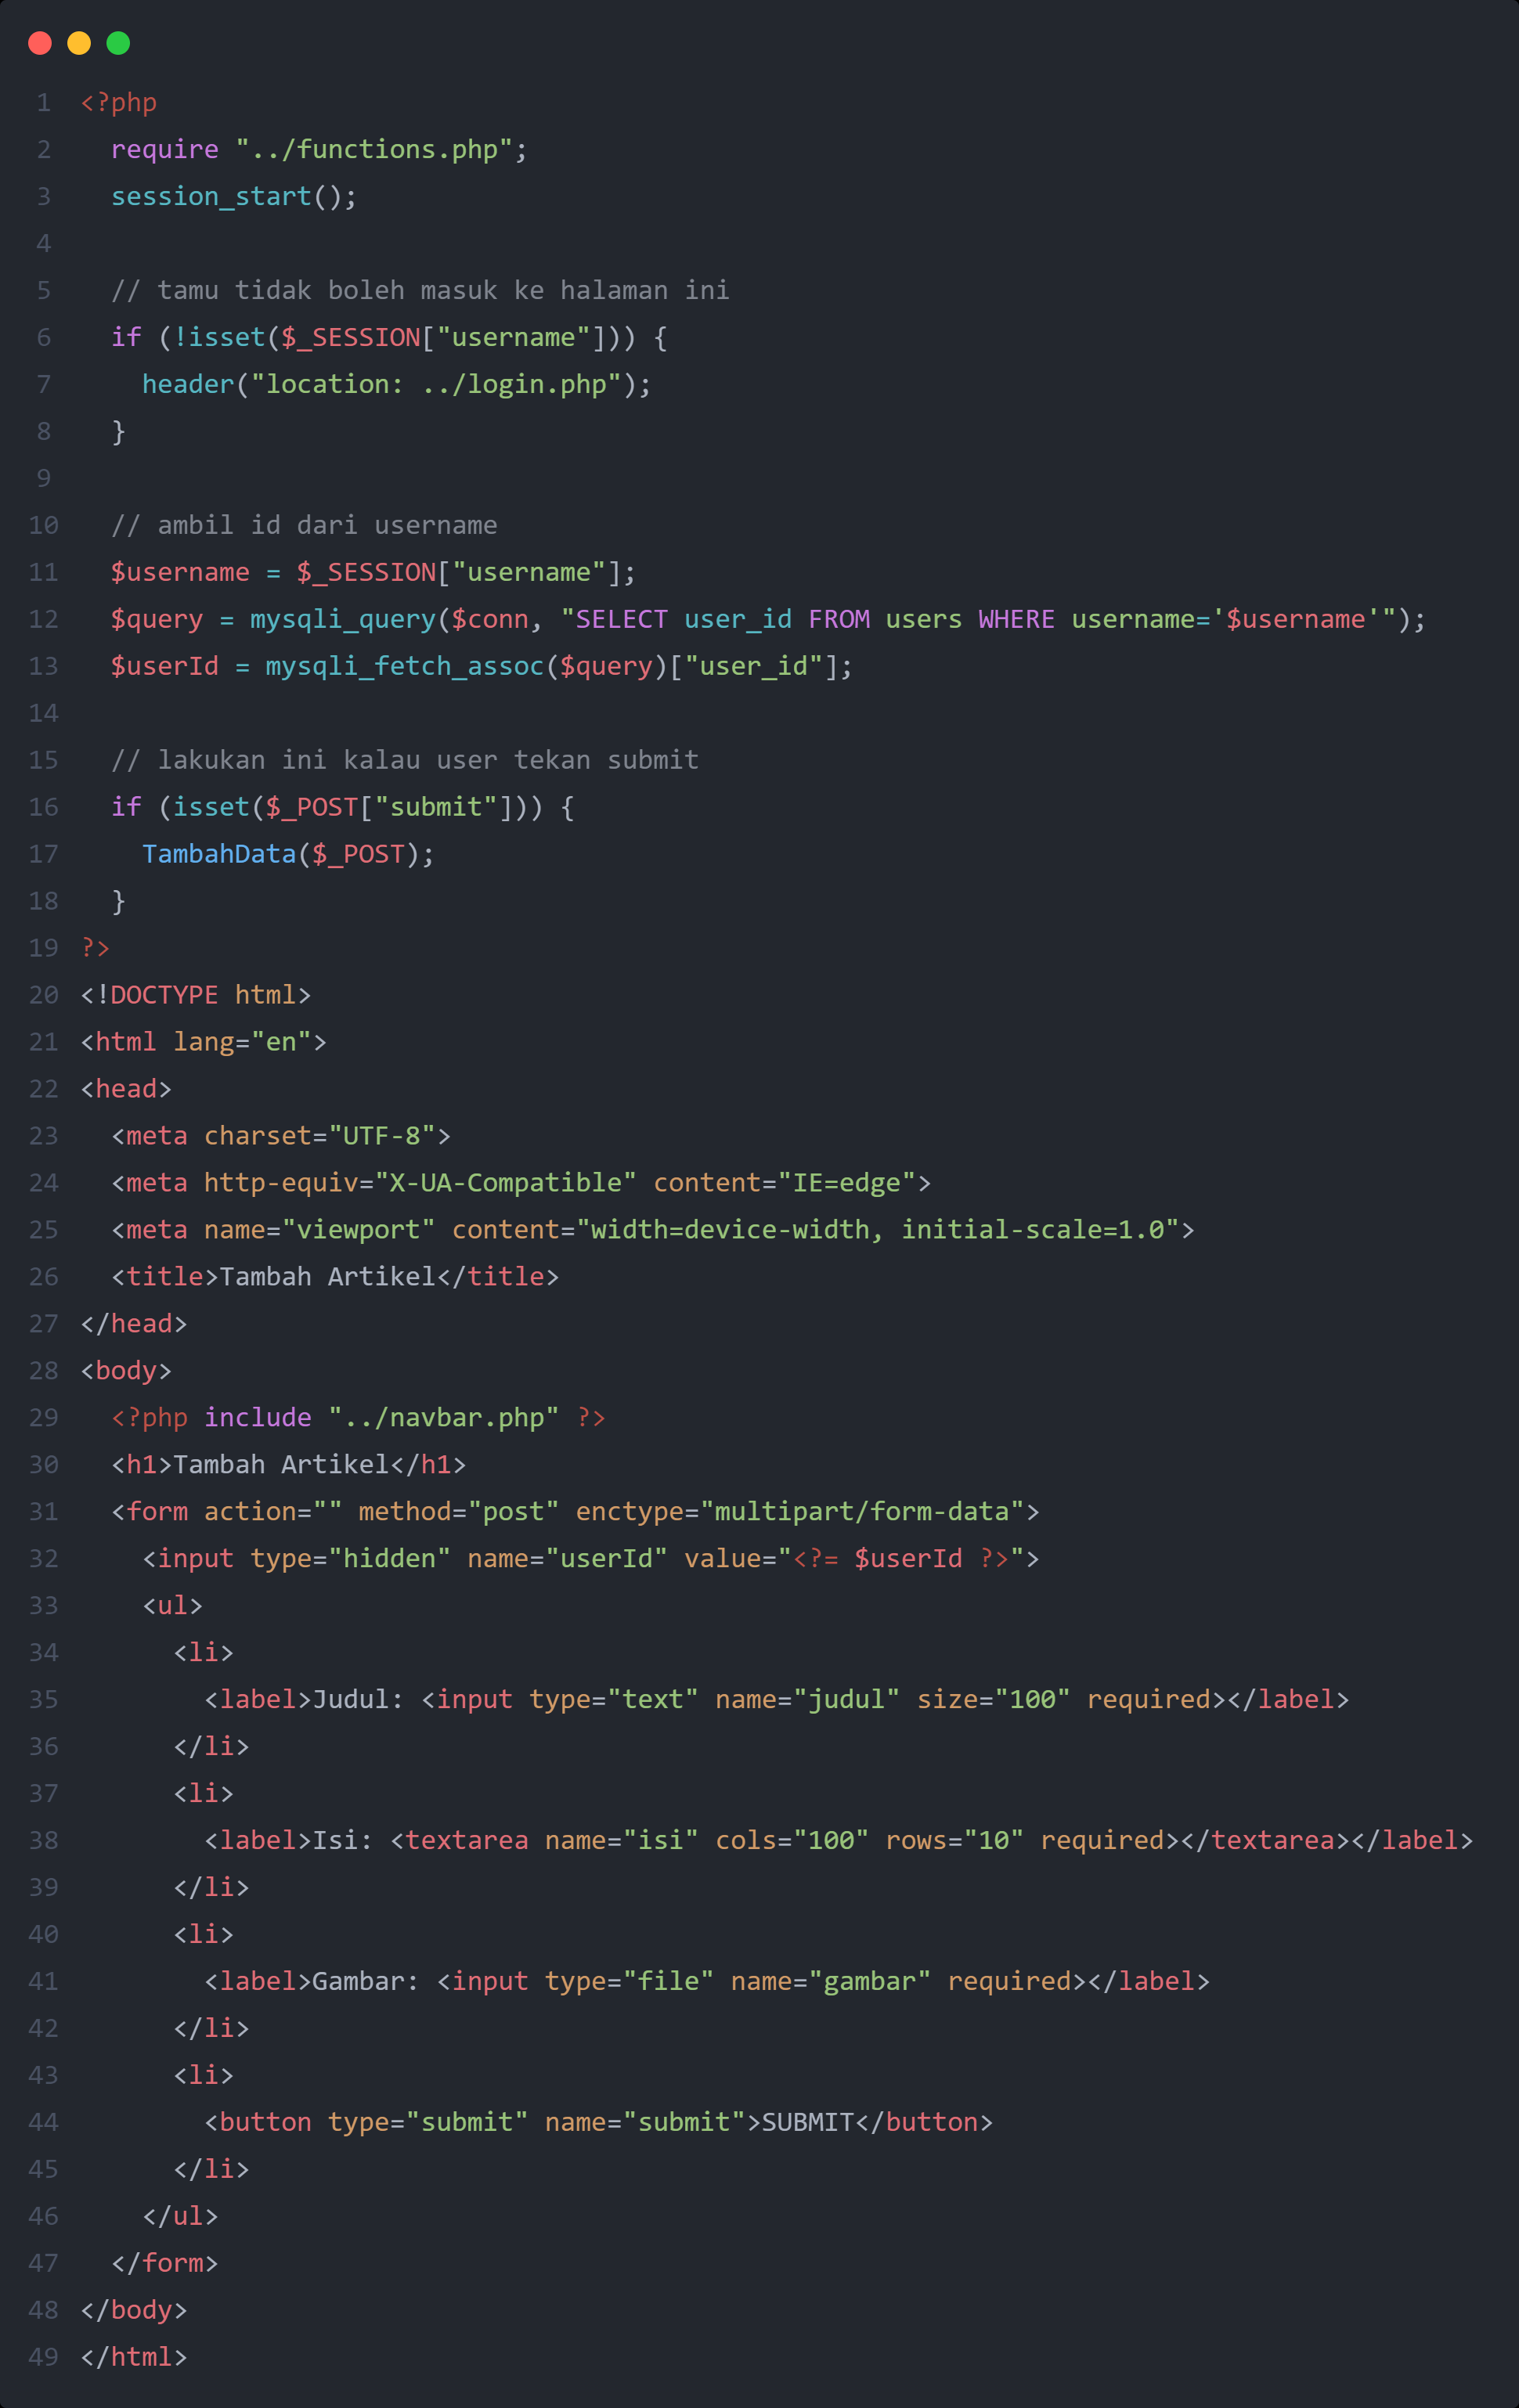 1 <?php
2   require "../functions.php";
3   session_start();
4
5   // tamu tidak boleh masuk ke halaman ini
6   if (!isset($_SESSION["username"])) {
7     header("location: ../login.php");
8   }
9
10   // ambil id dari username
11   $username = $_SESSION["username"];
12   $query = mysqli_query($conn, "SELECT user_id FROM users WHERE username='$username'");
13   $userId = mysqli_fetch_assoc($query)["user_id"];
14
15   // lakukan ini kalau user tekan submit
16   if (isset($_POST["submit"])) {
17     TambahData($_POST);
18   }
19 ?>
20 <!DOCTYPE html>
21 <html lang="en">
22 <head>
23   <meta charset="UTF-8">
24   <meta http-equiv="X-UA-Compatible" content="IE=edge">
25   <meta name="viewport" content="width=device-width, initial-scale=1.0">
26   <title>Tambah Artikel</title>
27 </head>
28 <body>
29   <?php include "../navbar.php" ?>
30   <h1>Tambah Artikel</h1>
31   <form action="" method="post" enctype="multipart/form-data">
32     <input type="hidden" name="userId" value="<?= $userId ?>">
33     <ul>
34       <li>
35         <label>Judul: <input type="text" name="judul" size="100" required></label>
36       </li>
37       <li>
38         <label>Isi: <textarea name="isi" cols="100" rows="10" required></textarea></label>
39       </li>
40       <li>
41         <label>Gambar: <input type="file" name="gambar" required></label>
42       </li>
43       <li>
44         <button type="submit" name="submit">SUBMIT</button>
45       </li>
46     </ul>
47   </form>
48 </body>
49 </html>